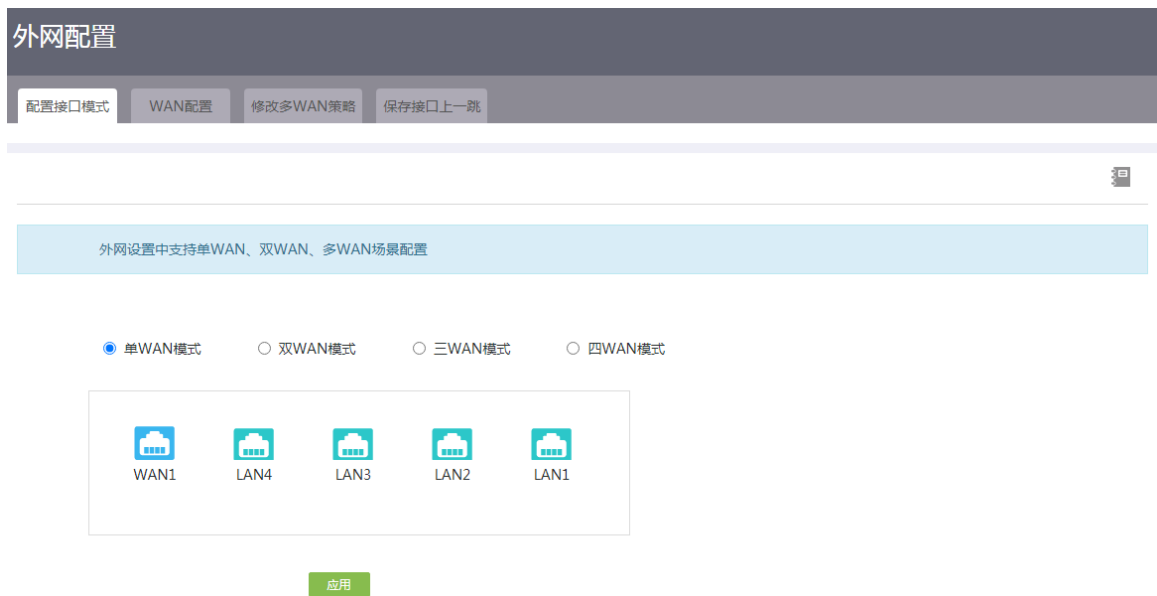 外网配置
配置接口模式 WAN配置 修改多WAN策略 保存接口上一跳
外网设置中支持单WAN、双WAN、多WAN场景配置
单WAN模式 双WAN模式 三WAN模式 四WAN模式
WAN1 LAN4 LAN3 LAN2 LAN1
应用